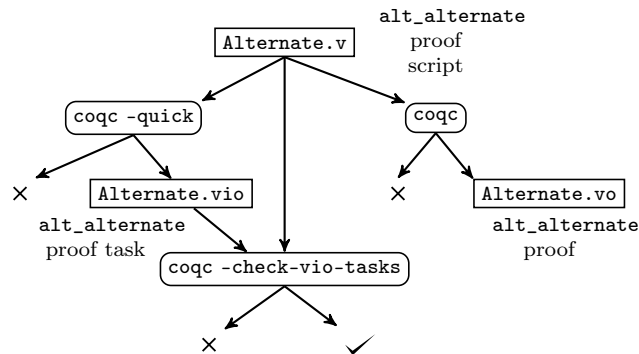 alt_alternate
proof
script
Alternate.v
coqc -quick
coqc
×
Alternate.vio
×
Alternate.vo
alt_alternate
proof task
alt_alternate
proof
coqc -check-vio-tasks
×
✓